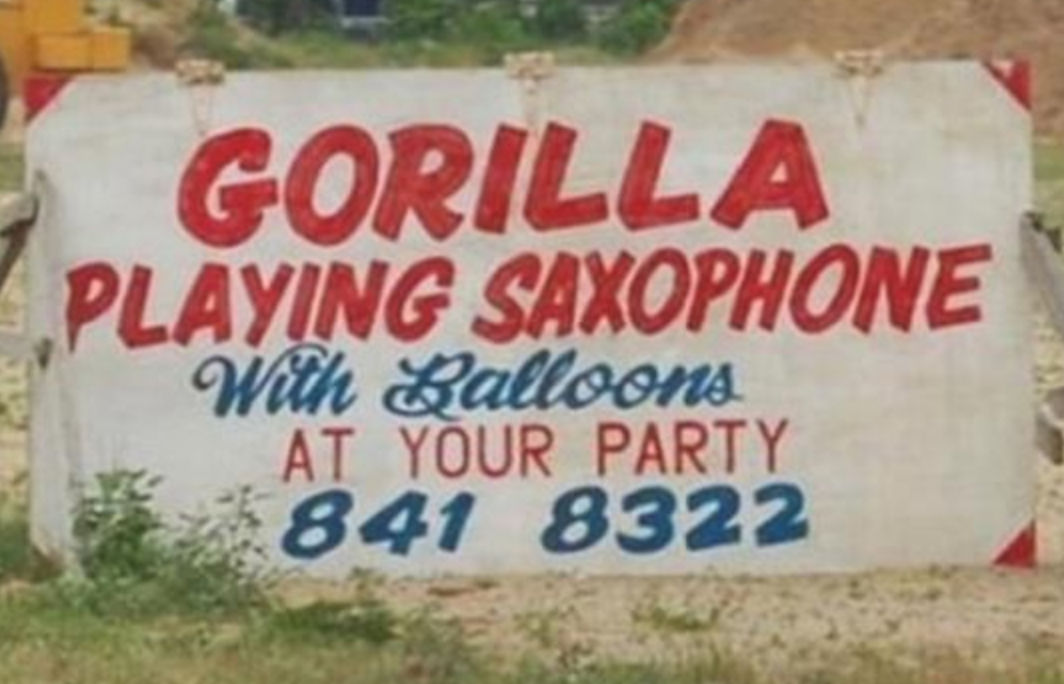 GORILLA
PLAYING SAXOPHONE
With Balloons
AT YOUR PARTY
841 8322